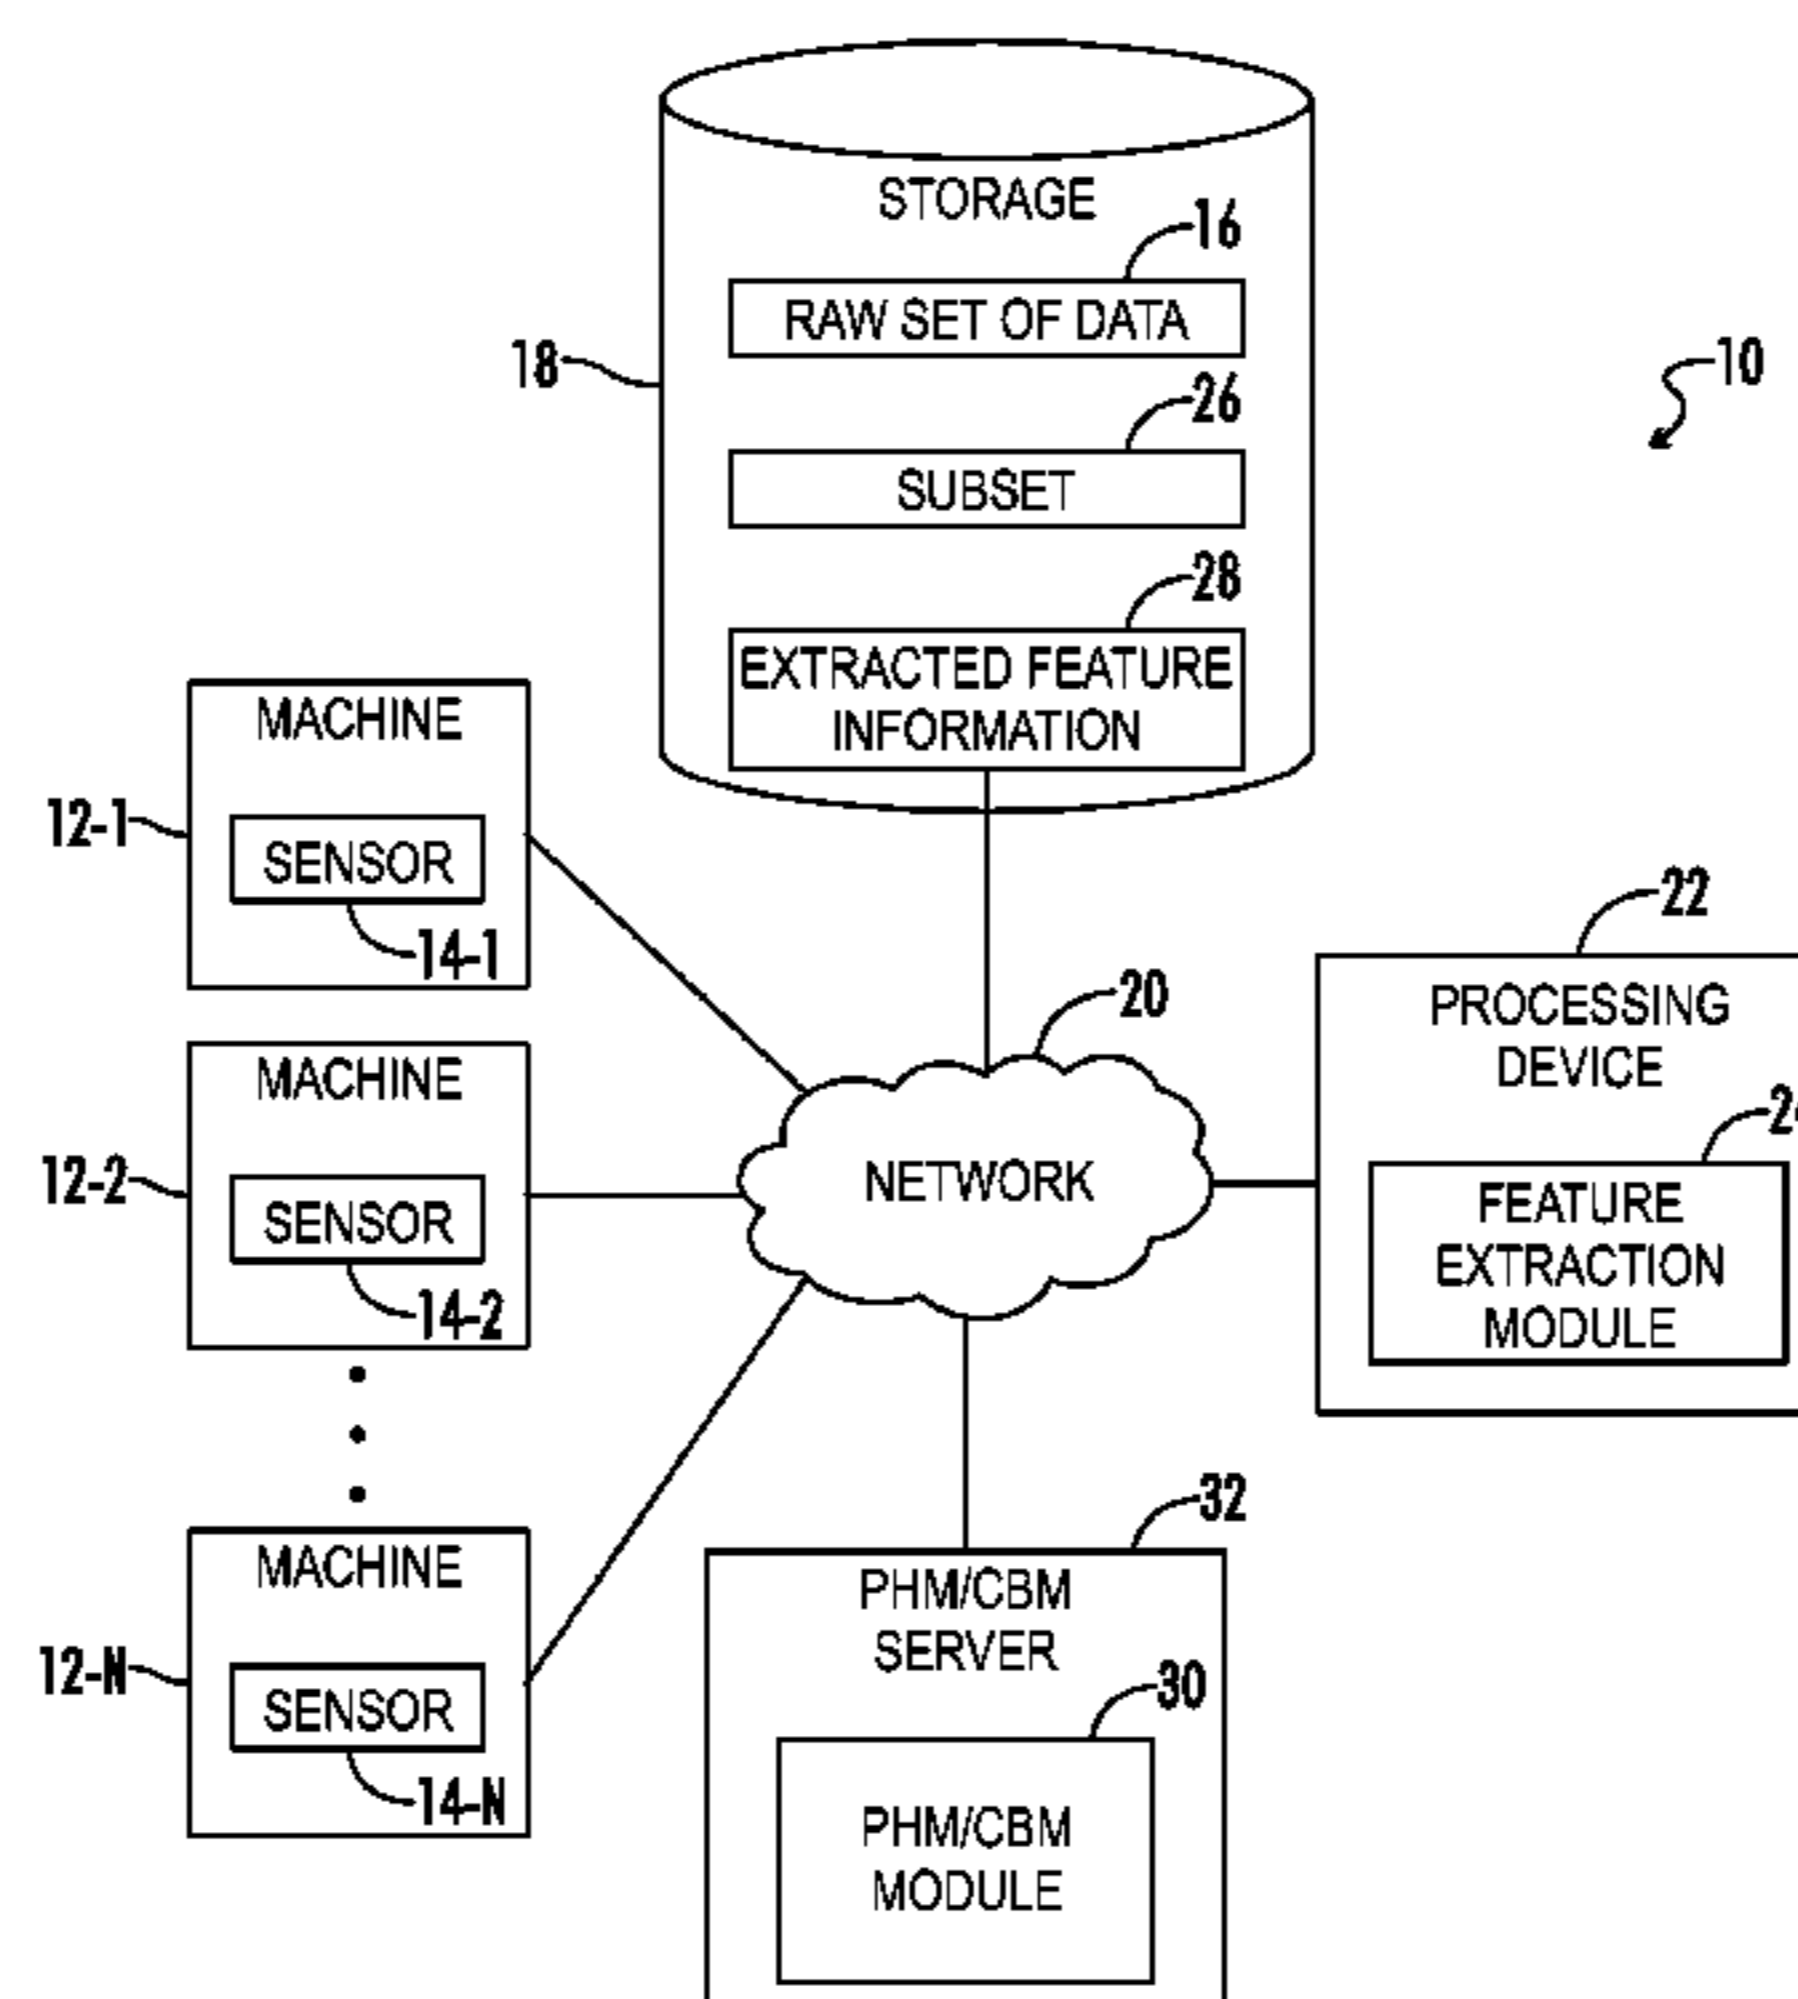 STORAGE
16
RAW SET OF DATA
18
10
26
SUBSET
28
EXTRACTED FEATURE
INFORMATION
MACHINE
12-1
SENSOR
14-1
22
PROCESSING
DEVICE
20
MACHINE
12-2
SENSOR
14-2
NETWORK
FEATURE
EXTRACTION
MODULE
32
MACHINE
12-N
SENSOR
14-N
PHM/CBM
SERVER
30
PHM/CBM
MODULE